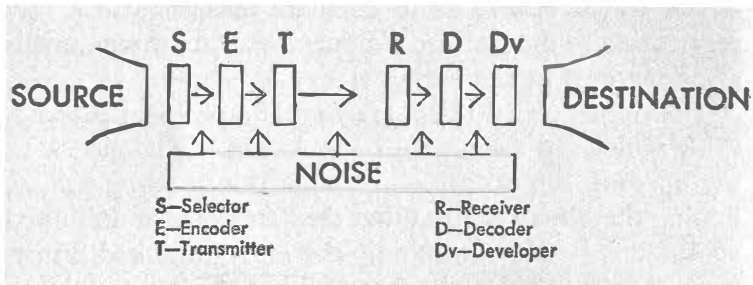 S E T R D Dv
SOURCE DESTINATION
NOISE
S—Selector
E—Encoder
T—Transmitter
R—Receiver
D—Decoder
Dv—Developer